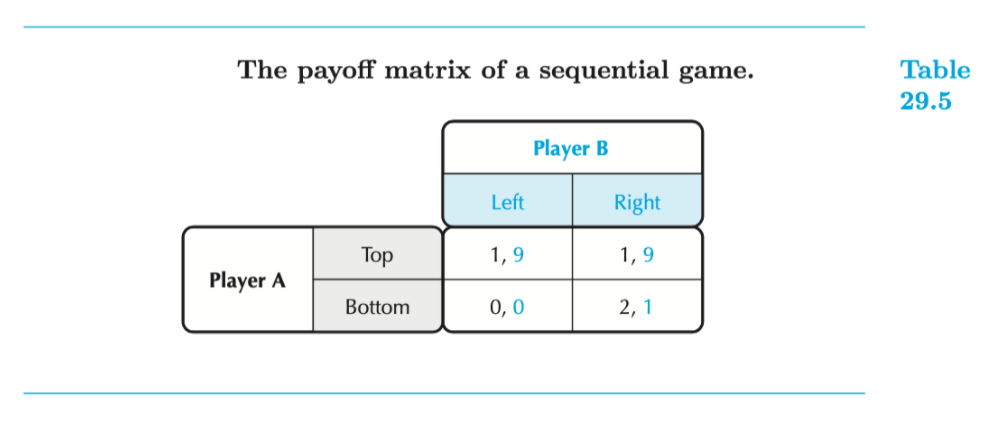 The payoff matrix of a sequential game.
Table
29.5
Player B
Left Right
Player A
Top 1, 9 1, 9
Bottom 0, 0 2, 1